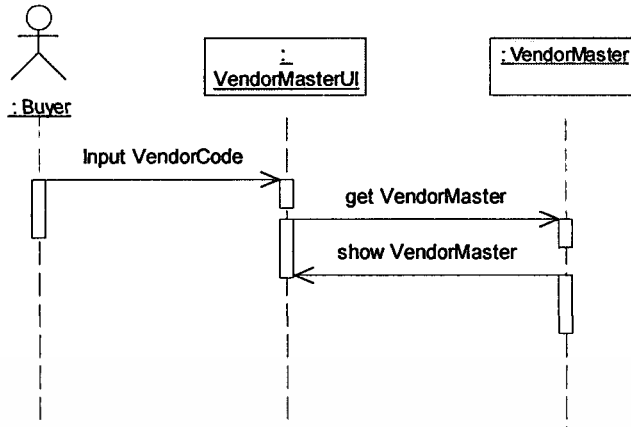 : Buyer
:
VendorMasterUI
: VendorMaster
Input VendorCode
get VendorMaster
show VendorMaster